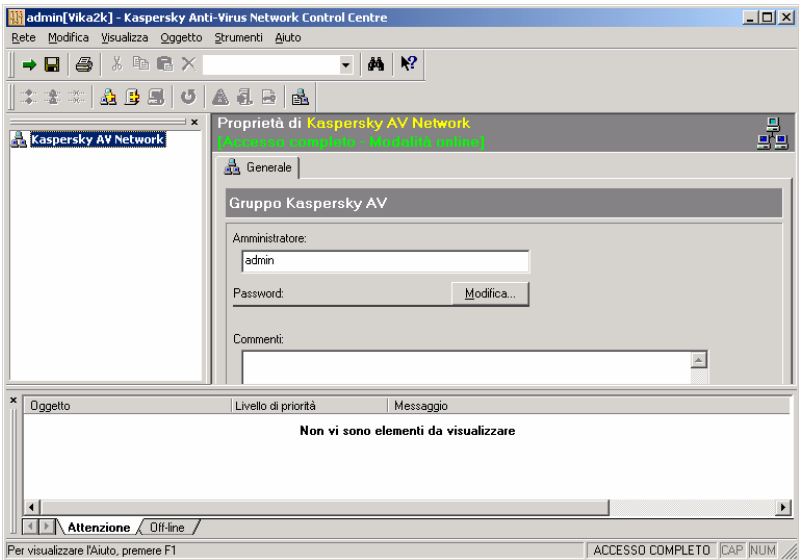 admin[Vika2k] - Kaspersky Anti-Virus Network Control Centre
Rete Modifica Visualizza Oggetto Strumenti Aiuto
Proprietà di Kaspersky AV Network
[Accesso completo - Modalità online]
Kaspersky AV Network
Generale
Gruppo Kaspersky AV
Amministratore:
admin
Password:
Modifica...
Commenti:
Oggetto Livello di priorità Messaggio
Non vi sono elementi da visualizzare
Attenzione Off-line
Per visualizzare l'Aiuto, premere F1 ACCESSO COMPLETO CAP NUM